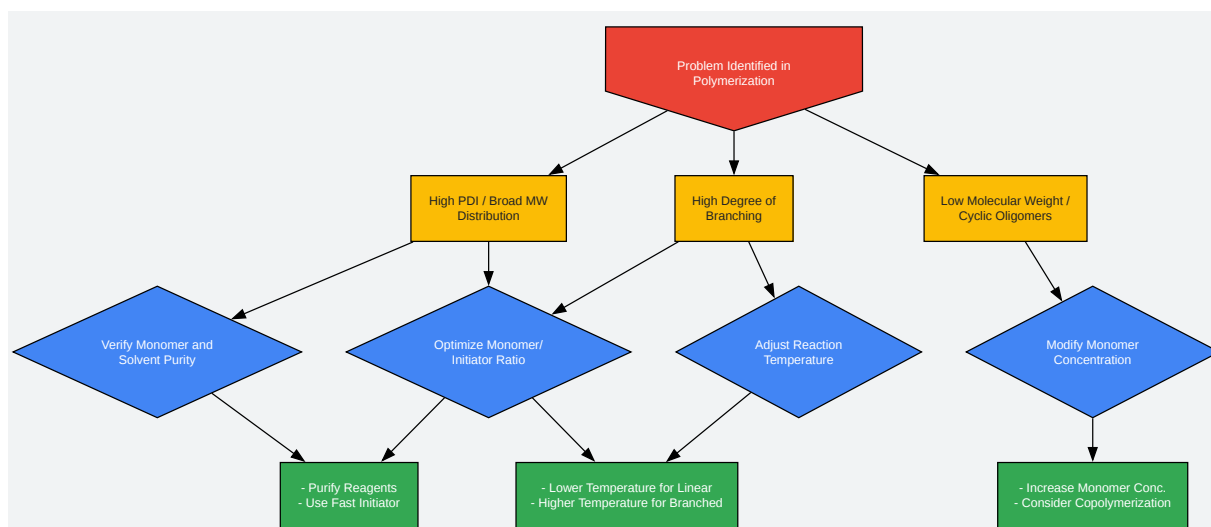 Problem Identified in
Polymerization
High PDI / Broad MW
Distribution
High Degree of
Branching
Low Molecular Weight /
Cyclic Oligomers
Verify Monomer and
Solvent Purity
Optimize Monomer/
Initiator Ratio
Adjust Reaction
Temperature
Modify Monomer
Concentration
- Purify Reagents
- Use Fast Initiator
- Lower Temperature for Linear
- Higher Temperature for Branched
- Increase Monomer Conc.
- Consider Copolymerization